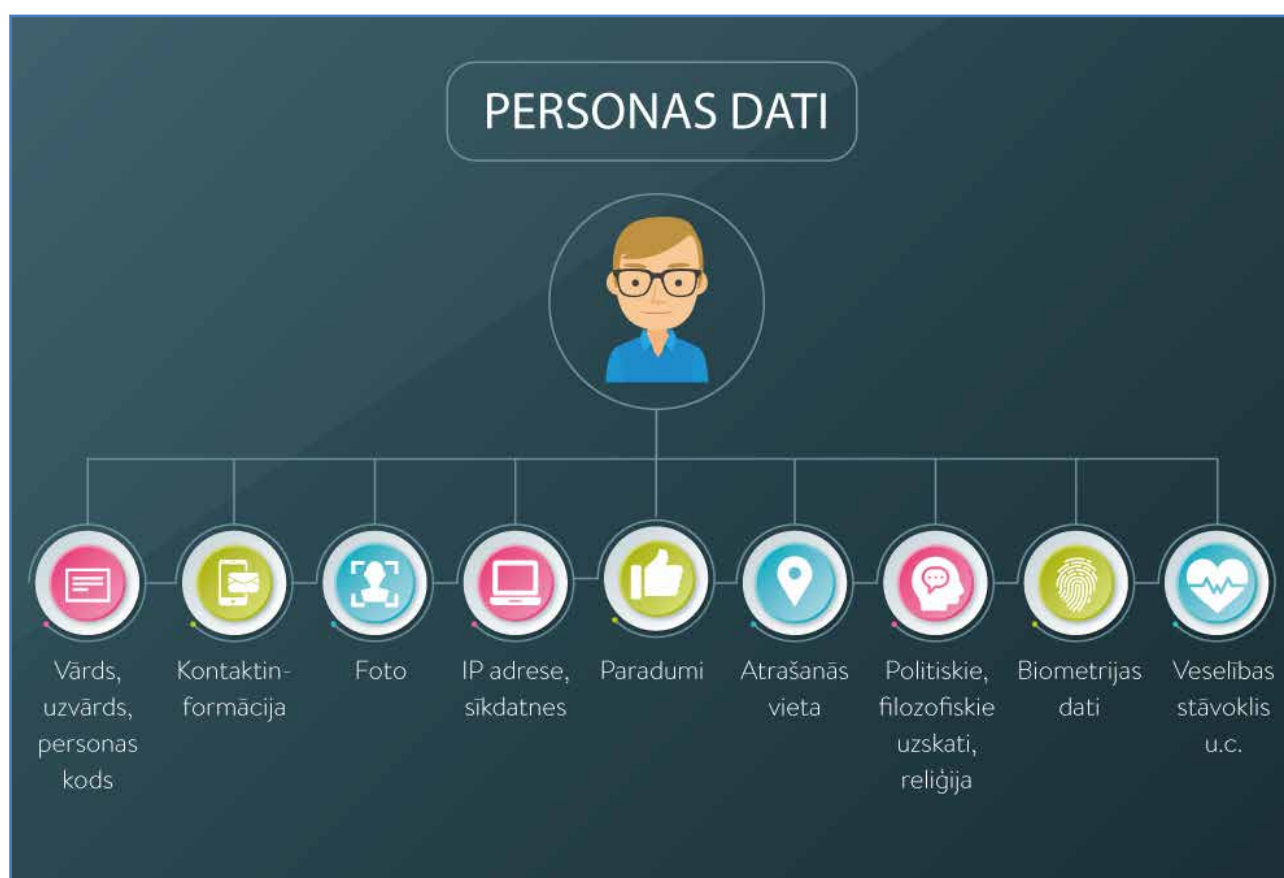 PERSONAS DATI
Vārds,
uzvārds,
personas
kods
Kontaktin-
formācija
Foto
IP adrese,
sīkdatnes
Paradumi
Atrašanās
vieta
Politiskie,
filozofiskie
uzskati,
reliģija
Biometrijas
dati
Veselības
stāvoklis
u.c.